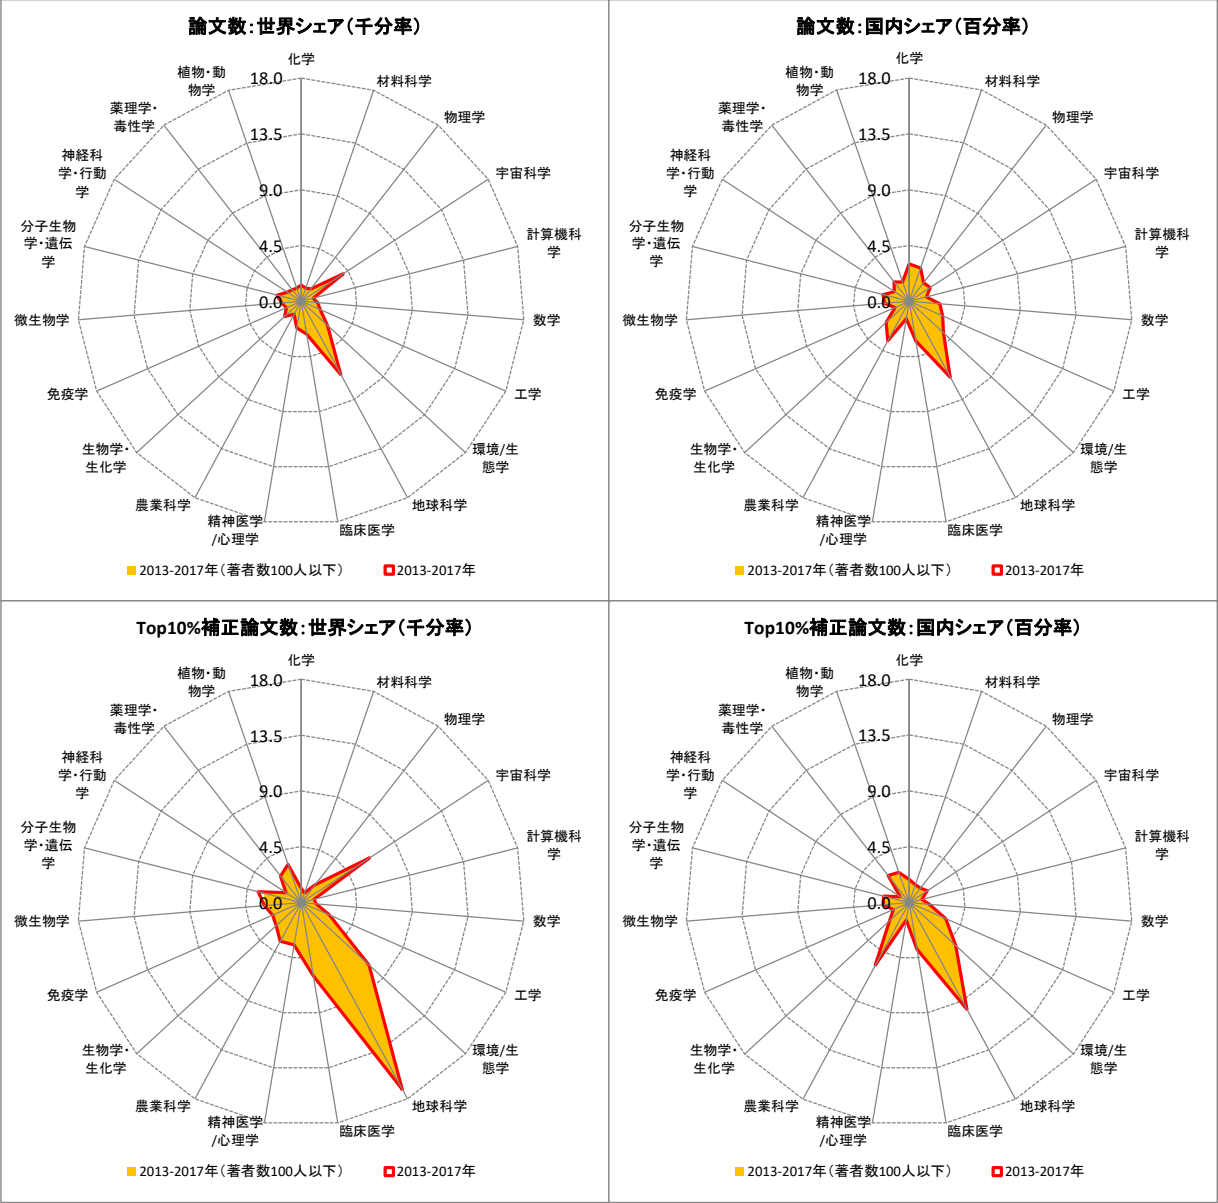 論文数：世界シェア（千分率）
化学
材料科学
物理学
宇宙科学
計算機科
学
数学
工学
環境/生
態学
地球科学
臨床医学
精神医学
/心理学
農業科学
生物学・
生化学
免疫学
微生物学
分子生物
学・遺伝
学
神経科
学・行動
学
薬理学・
毒性学
植物・動
物学
18.0
13.5
9.0
4.5
0.0
2013-2017年（著者数100人以下） 2013-2017年
論文数：国内シェア（百分率）
化学
材料科学
物理学
宇宙科学
計算機科
学
数学
工学
環境/生
態学
地球科学
臨床医学
精神医学
/心理学
農業科学
生物学・
生化学
免疫学
微生物学
分子生物
学・遺伝
学
神経科
学・行動
学
薬理学・
毒性学
植物・動
物学
18.0
13.5
9.0
4.5
0.0
2013-2017年（著者数100人以下） 2013-2017年
Top10%補正論文数：世界シェア（千分率）
化学
材料科学
物理学
宇宙科学
計算機科
学
数学
工学
環境/生
態学
地球科学
臨床医学
精神医学
/心理学
農業科学
生物学・
生化学
免疫学
微生物学
分子生物
学・遺伝
学
神経科
学・行動
学
薬理学・
毒性学
植物・動
物学
18.0
13.5
9.0
4.5
0.0
2013-2017年（著者数100人以下） 2013-2017年
Top10%補正論文数：国内シェア（百分率）
化学
材料科学
物理学
宇宙科学
計算機科
学
数学
工学
環境/生
態学
地球科学
臨床医学
精神医学
/心理学
農業科学
生物学・
生化学
免疫学
微生物学
分子生物
学・遺伝
学
神経科
学・行動
学
薬理学・
毒性学
植物・動
物学
18.0
13.5
9.0
4.5
0.0
2013-2017年（著者数100人以下） 2013-2017年